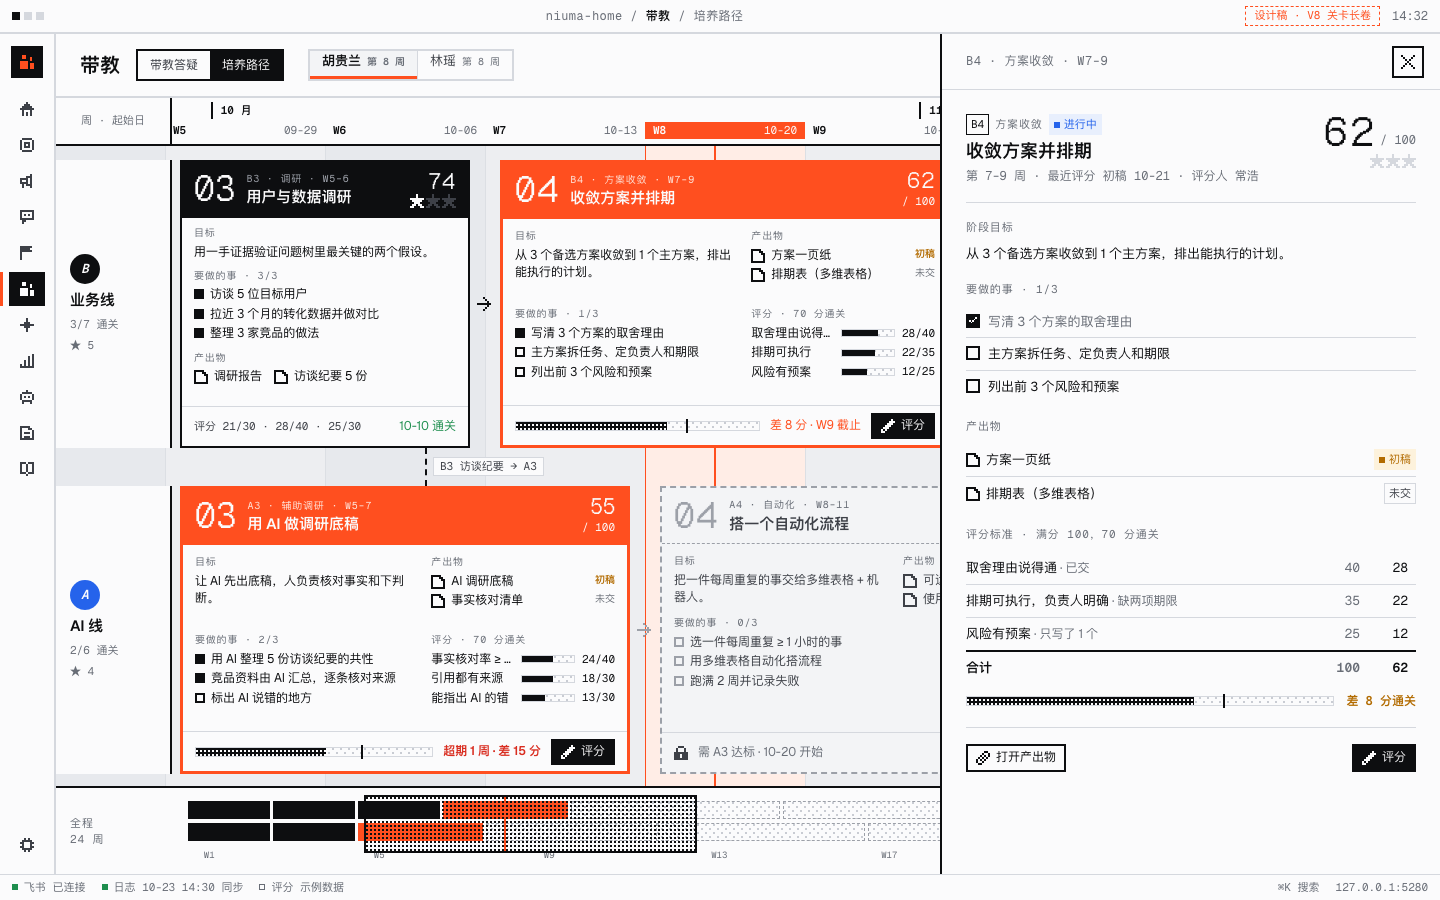 niuma-home / 带教 / 培养路径
设计稿 · V8 关卡长卷
14:32
带教
带教答疑
培养路径
胡贵兰 第 8 周
林瑶 第 8 周
周 · 起始日
10 月
11
W5 09-29
W6 10-06
W7 10-13
W8 10-20
W9 10-
B
业务线
3/7 通关
★ 5
03
B3 · 调研 · W5-6
用户与数据调研
74
目标
用一手证据验证问题树里最关键的两个假设。
要做的事 · 3/3
访谈 5 位目标用户
拉近 3 个月的转化数据并做对比
整理 3 家竞品的做法
产出物
调研报告
访谈纪要 5 份
评分 21/30 · 28/40 · 25/30
10-10 通关
04
B4 · 方案收敛 · W7-9
收敛方案并排期
62
/ 100
目标
从 3 个备选方案收敛到 1 个主方案，排出
能执行的计划。
产出物
方案一页纸 初稿
排期表（多维表格） 未交
要做的事 · 1/3
写清 3 个方案的取舍理由
主方案拆任务、定负责人和期限
列出前 3 个风险和预案
评分 · 70 分通关
取舍理由说得… 28/40
排期可执行 22/35
风险有预案 12/25
差 8 分 · W9 截止
评分
B3 访谈纪要 → A3
A
AI 线
2/6 通关
★ 4
03
A3 · 辅助调研 · W5-7
用 AI 做调研底稿
55
/ 100
目标
让 AI 先出底稿，人负责核对事实和下判
断。
产出物
AI 调研底稿 初稿
事实核对清单 未交
要做的事 · 2/3
用 AI 整理 5 份访谈纪要的共性
竞品资料由 AI 汇总，逐条核对来源
标出 AI 说错的地方
评分 · 70 分通关
事实核对率 ≥ … 24/40
引用都有来源 18/30
能指出 AI 的错 13/30
超期 1 周 · 差 15 分
评分
04
A4 · 自动化 · W8-11
搭一个自动化流程
目标
把一件每周重复的事交给多维表格 + 机
器人。
产出物
要做的事 · 0/3
选一件每周重复 ≥ 1 小时的事
用多维表格自动化搭流程
跑满 2 周并记录失败
需 A3 达标 · 10-20 开始
全程
24 周
W1
W5
W9
W13
W17
B4 · 方案收敛 · W7-9
B4 方案收敛 进行中
收敛方案并排期
第 7-9 周 · 最近评分 初稿 10-21 · 评分人 常浩
62 / 100
阶段目标
从 3 个备选方案收敛到 1 个主方案，排出能执行的计划。
要做的事 · 1/3
写清 3 个方案的取舍理由
主方案拆任务、定负责人和期限
列出前 3 个风险和预案
产出物
方案一页纸 初稿
排期表（多维表格） 未交
评分标准 · 满分 100，70 分通关
取舍理由说得通 · 已交 40 28
排期可执行，负责人明确 · 缺两项期限 35 22
风险有预案 · 只写了 1 个 25 12
合计 100 62
差 8 分通关
打开产出物
评分
飞书 已连接
日志 10-23 14:30 同步
评分 示例数据
⌘K 搜索
127.0.0.1:5280